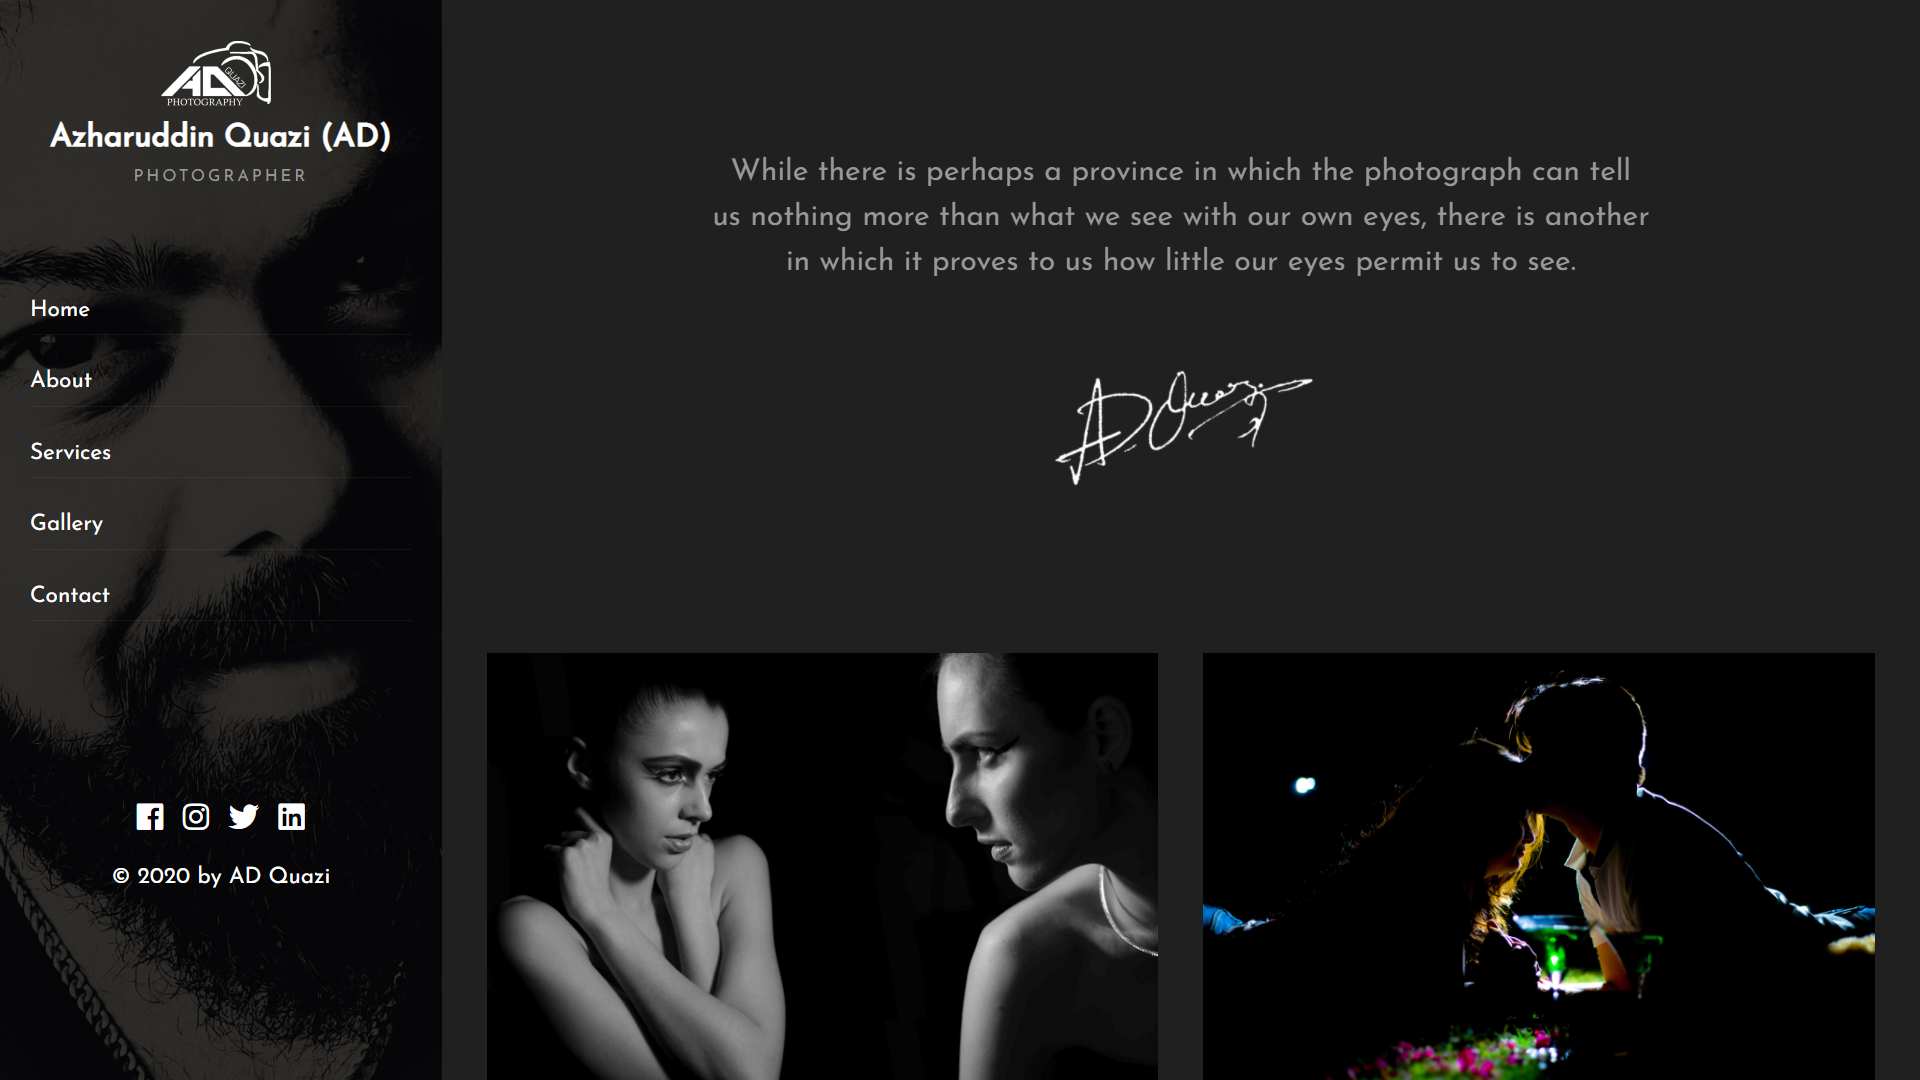 AD
QUAZI
PHOTOGRAPHY
Azharuddin Quazi (AD)
PHOTOGRAPHER
Home
About
Services
Gallery
Contact
© 2020 by AD Quazi
While there is perhaps a province in which the photograph can tell
us nothing more than what we see with our own eyes, there is another
in which it proves to us how little our eyes permit us to see.
AD Quazi